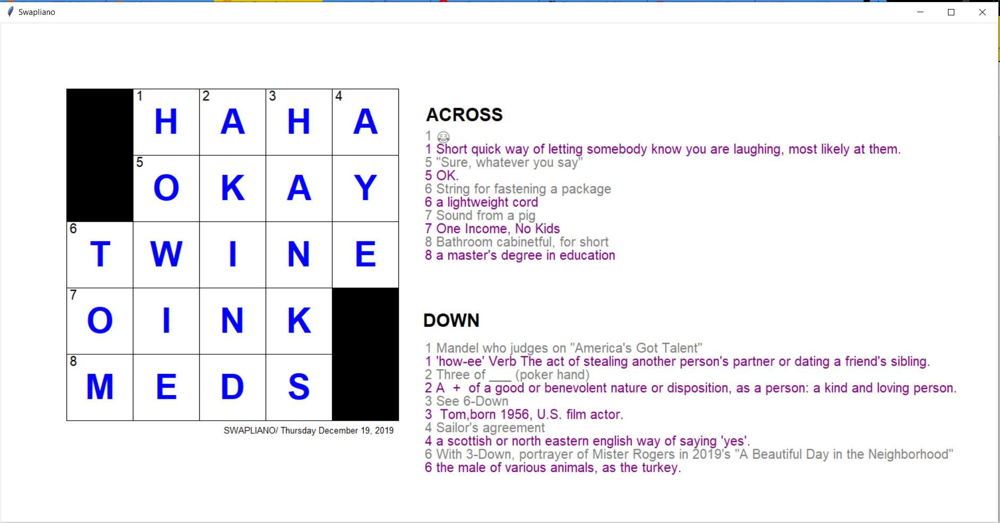 Swapliano
1 H 2 A 3 H 4 A
5 O K A Y
6 T W I N E
7 O I N K
8 M E D S
SWAPLIANO/ Thursday December 19, 2019
ACROSS
1 😂
1 Short quick way of letting somebody know you are laughing, most likely at them.
5 "Sure, whatever you say"
5 OK.
6 String for fastening a package
6 a lightweight cord
7 Sound from a pig
7 One Income, No Kids
8 Bathroom cabinetful, for short
8 a master's degree in education
DOWN
1 Mandel who judges on "America's Got Talent"
1 'how-ee' Verb The act of stealing another person's partner or dating a friend's sibling.
2 Three of ___ (poker hand)
2 A + of a good or benevolent nature or disposition, as a person: a kind and loving person.
3 See 6-Down
3 Tom,born 1956, U.S. film actor.
4 Sailor's agreement
4 a scottish or north eastern english way of saying 'yes'.
6 With 3-Down, portrayer of Mister Rogers in 2019's "A Beautiful Day in the Neighborhood"
6 the male of various animals, as the turkey.